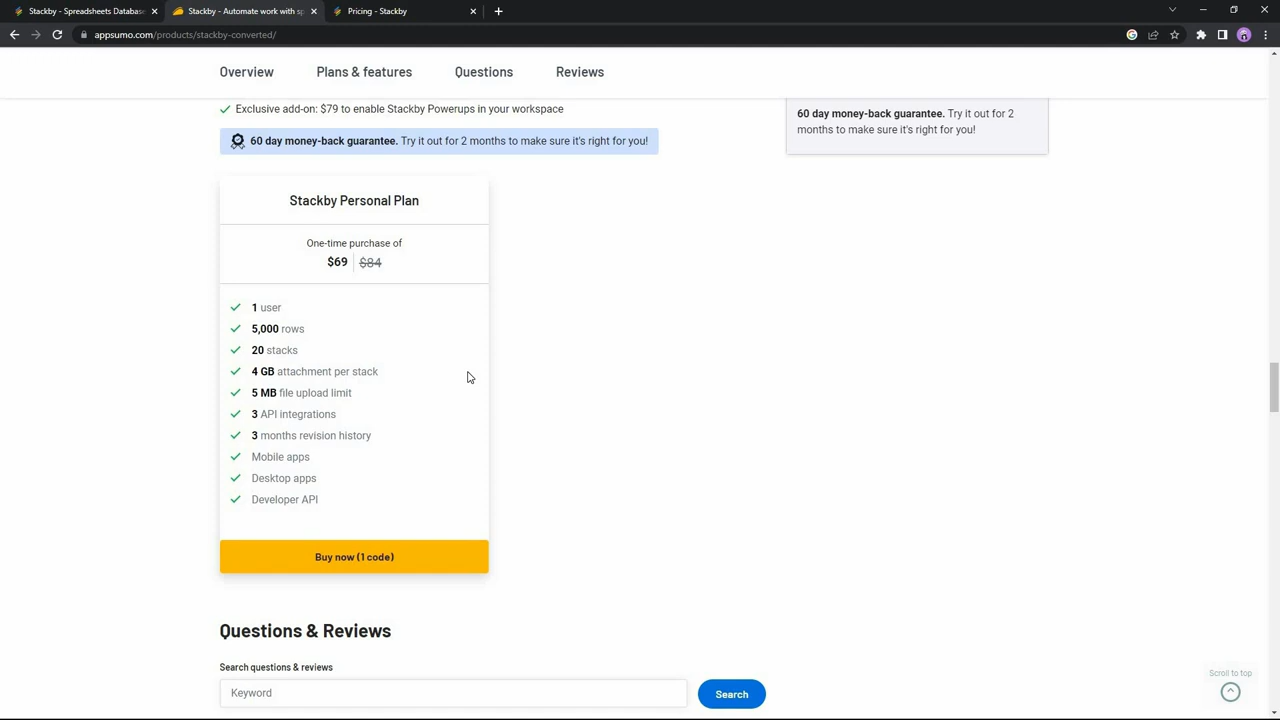 Stackby - Spreadsheets Database
Stackby - Automate work with sp
Pricing - Stackby
appsumo.com/products/stackby-converted/
Overview
Plans & features
Questions
Reviews
Exclusive add-on: $79 to enable Stackby Powerups in your workspace
60 day money-back guarantee. Try it out for 2 months to make sure it's right for you!
60 day money-back guarantee. Try it out for 2
months to make sure it's right for you!
Stackby Personal Plan
One-time purchase of
$69 $84
1 user
5,000 rows
20 stacks
4 GB attachment per stack
5 MB file upload limit
3 API integrations
3 months revision history
Mobile apps
Desktop apps
Developer API
Buy now (1 code)
Questions & Reviews
Search questions & reviews
Keyword
Search
Scroll to top